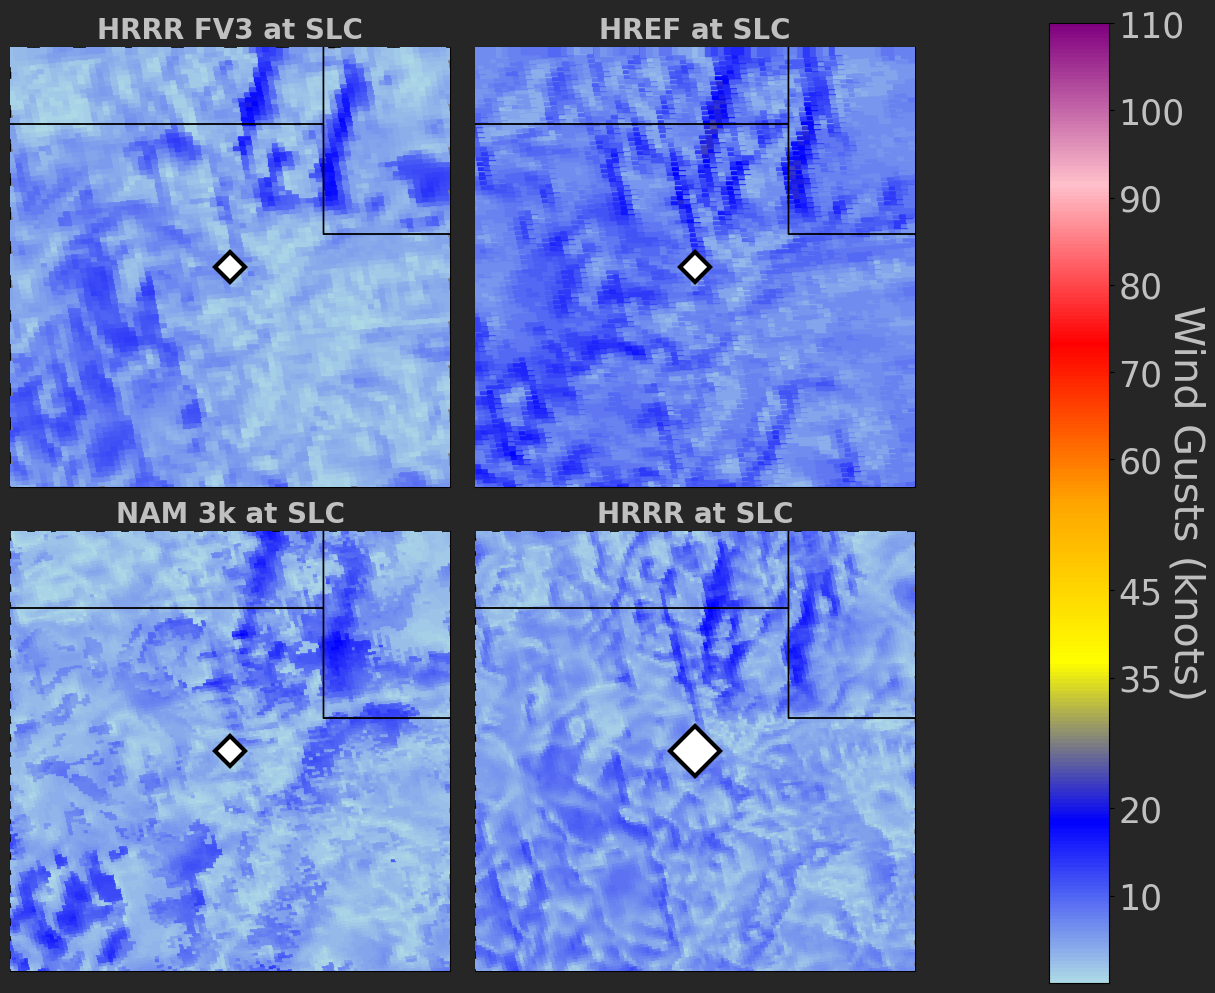 HRRR FV3 at SLC
HREF at SLC
NAM 3k at SLC
HRRR at SLC
110
100
90
80
70
60
45
35
20
10
Wind Gusts (knots)